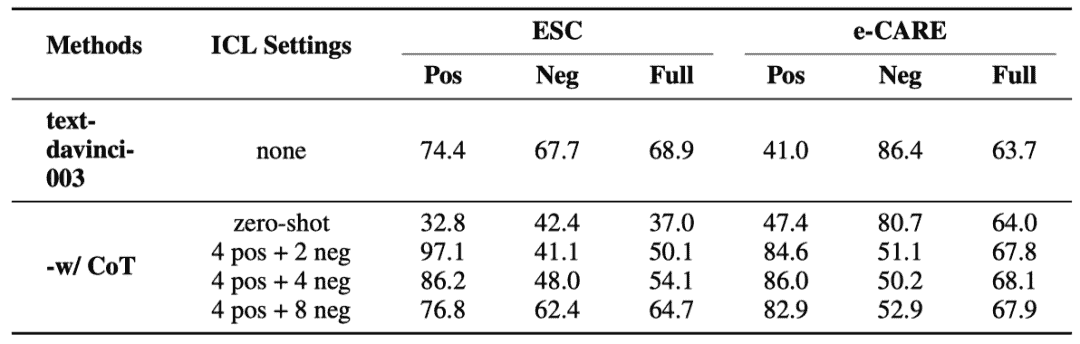 Methods ICL Settings ESC e-CARE
Pos Neg Full Pos Neg Full
text-davinci-003 none 74.4 67.7 68.9 41.0 86.4 63.7
-w/ CoT zero-shot 32.8 42.4 37.0 47.4 80.7 64.0
4 pos + 2 neg 97.1 41.1 50.1 84.6 51.1 67.8
4 pos + 4 neg 86.2 48.0 54.1 86.0 50.2 68.1
4 pos + 8 neg 76.8 62.4 64.7 82.9 52.9 67.9